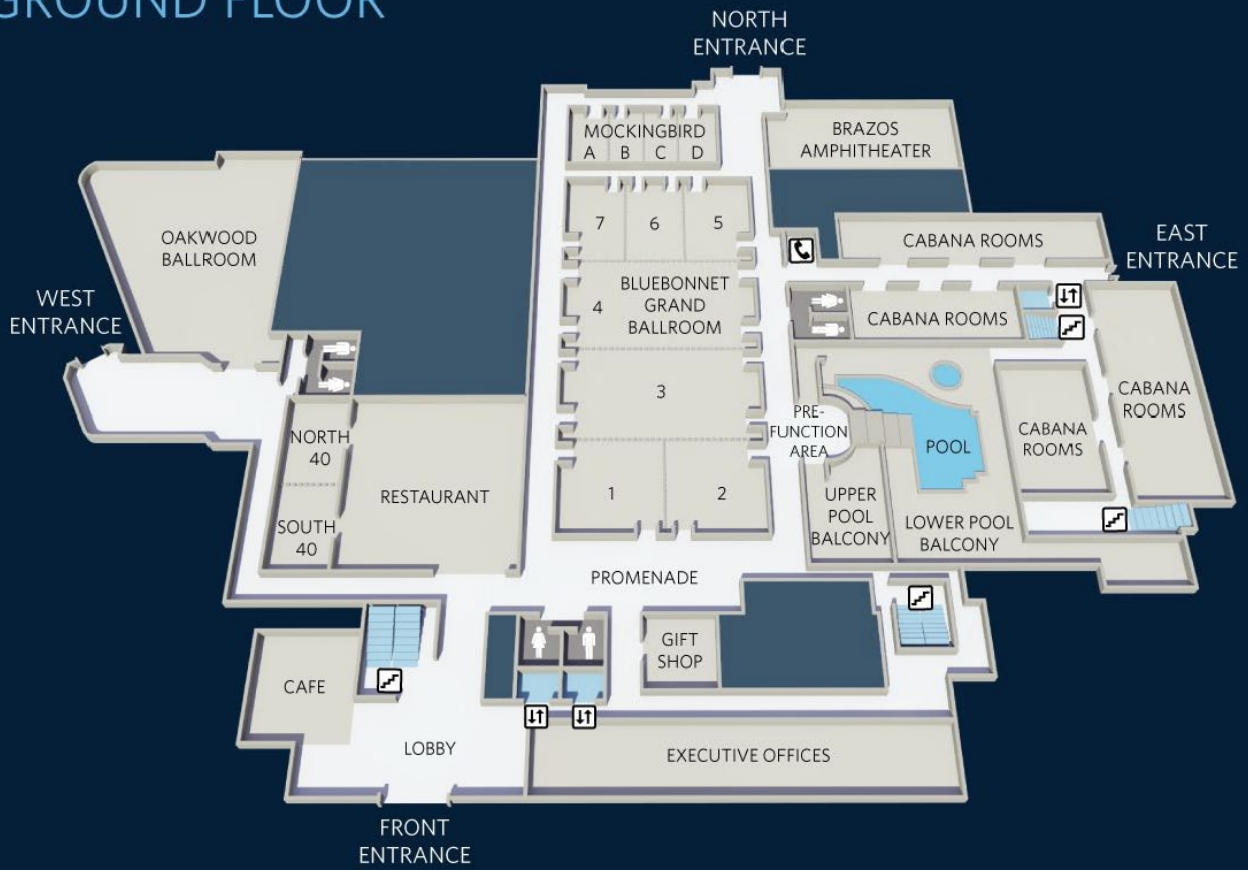 GROUND FLOOR
NORTH
ENTRANCE
MOCKINGBIRD
A B C D
BRAZOS
AMPHITHEATER
OAKWOOD
BALLROOM
7 6 5
CABANA ROOMS
EAST
ENTRANCE
WEST
ENTRANCE
4
BLUEBONNET
GRAND
BALLROOM
CABANA ROOMS
3
CABANA
ROOMS
PRE-
FUNCTION
AREA
POOL
CABANA
ROOMS
NORTH
40
RESTAURANT
1 2
SOUTH
40
UPPER
POOL
BALCONY
LOWER POOL
BALCONY
PROMENADE
GIFT
SHOP
CAFE
LOBBY
EXECUTIVE OFFICES
FRONT
ENTRANCE